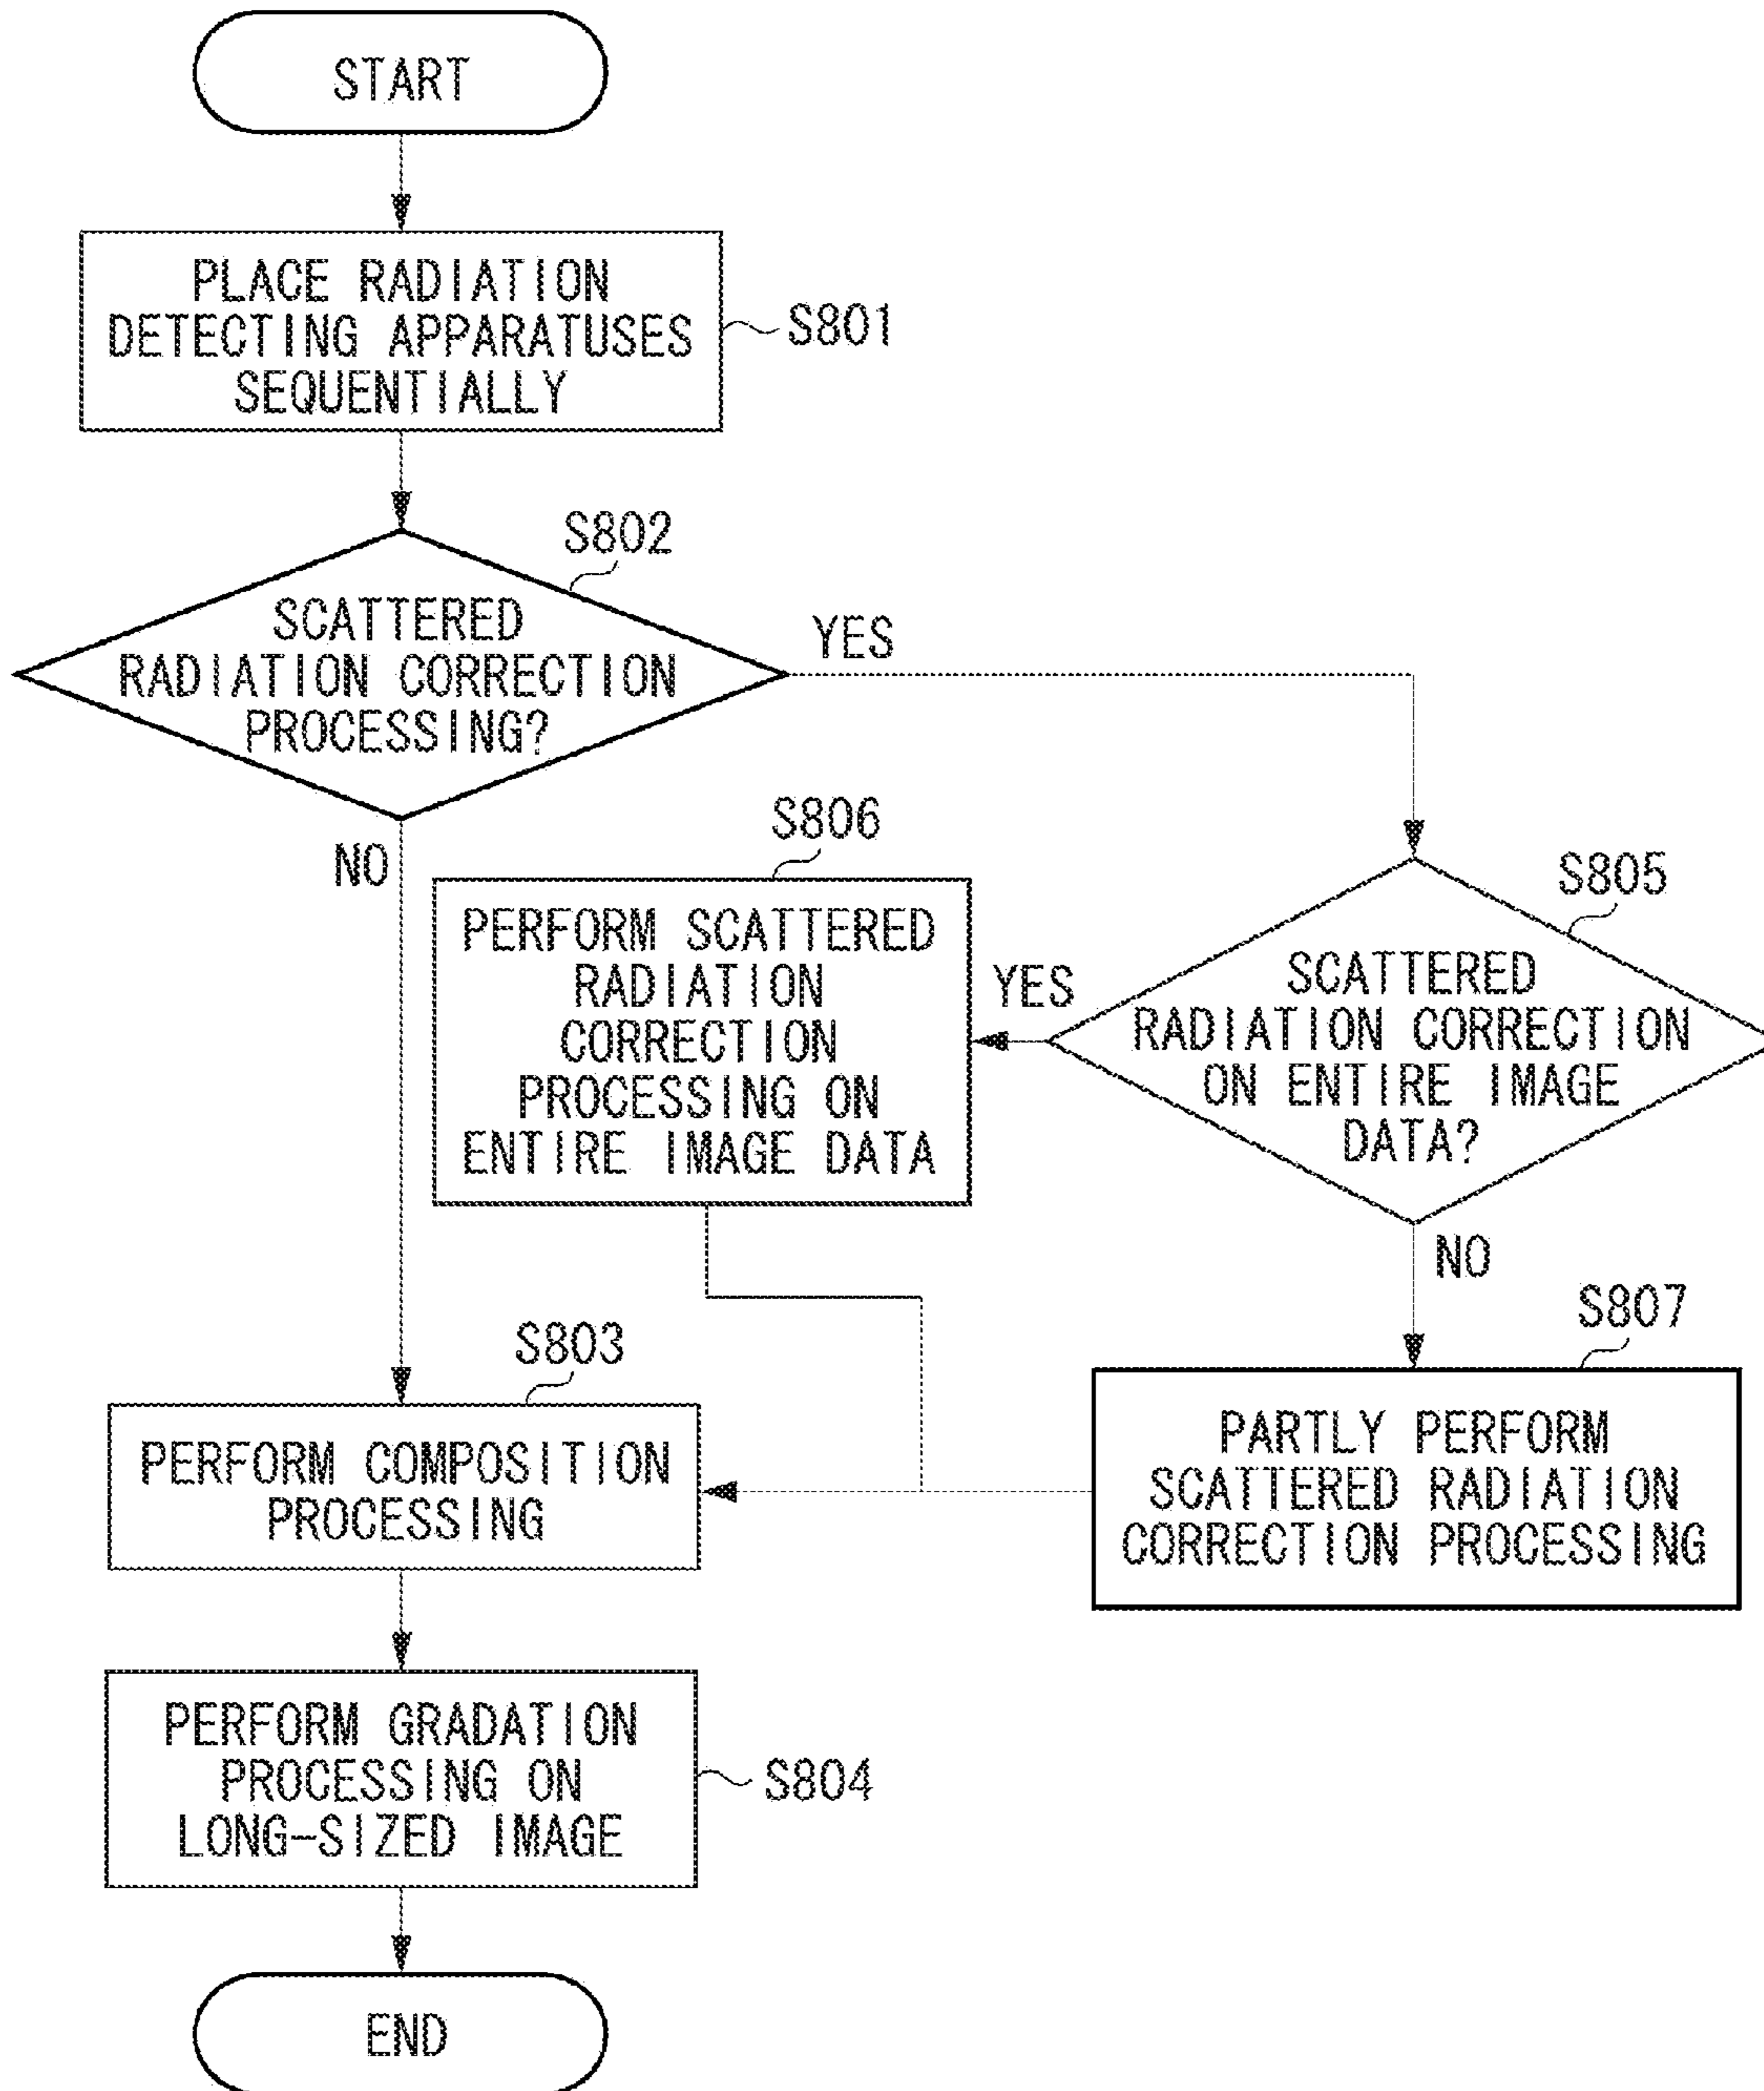 START
PLACE RADIATION
DETECTING APPARATUSES
SEQUENTIALLY
S801
S802
SCATTERED
RADIATION CORRECTION
PROCESSING?
YES
NO
S806
PERFORM SCATTERED
RADIATION
CORRECTION
PROCESSING ON
ENTIRE IMAGE DATA
YES
S805
SCATTERED
RADIATION CORRECTION
ON ENTIRE IMAGE
DATA?
NO
S807
PARTLY PERFORM
SCATTERED RADIATION
CORRECTION PROCESSING
S803
PERFORM COMPOSITION
PROCESSING
PERFORM GRADATION
PROCESSING ON
LONG-SIZED IMAGE
S804
END